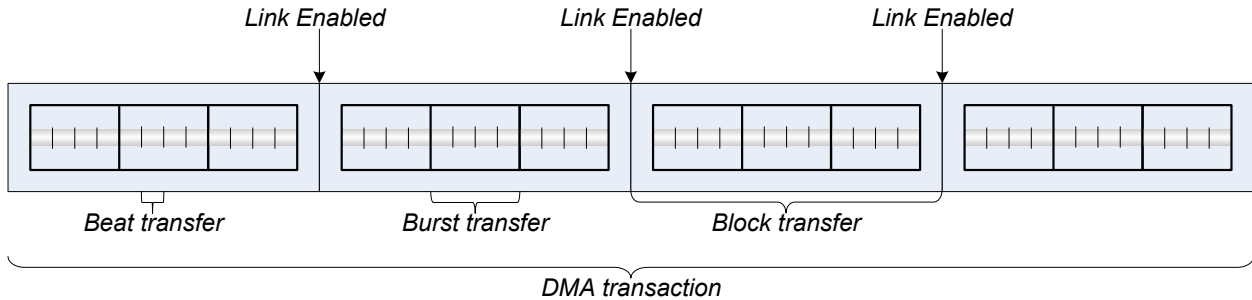 Link Enabled
Link Enabled
Link Enabled
Beat transfer
Burst transfer
Block transfer
DMA transaction